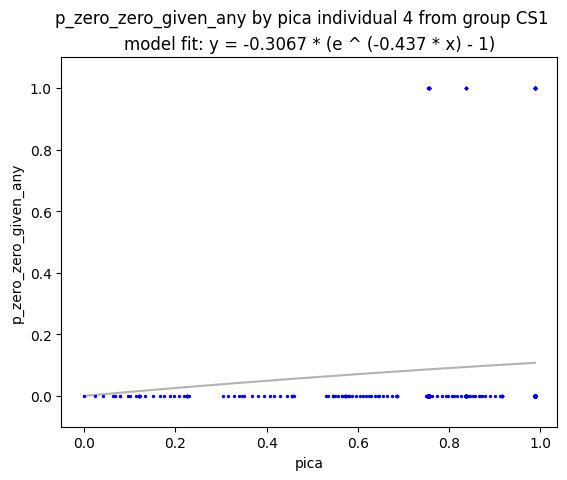 p_zero_zero_given_any by pica individual 4 from group CS1
model fit: y = -0.3067 * (e ^ (-0.437 * x) - 1)
1.0
0.8
0.6
0.4
0.2
0.0
p_zero_zero_given_any
0.0 0.2 0.4 0.6 0.8 1.0
pica